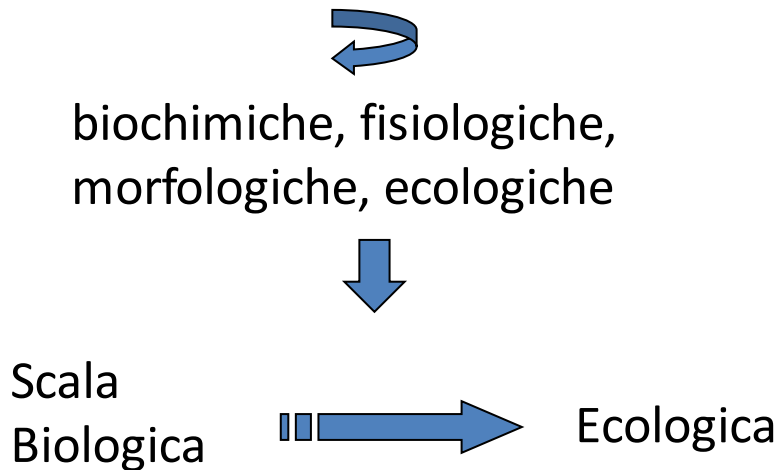 biochimiche, fisiologiche,
morfologiche, ecologiche
Scala
Biologica
Ecologica